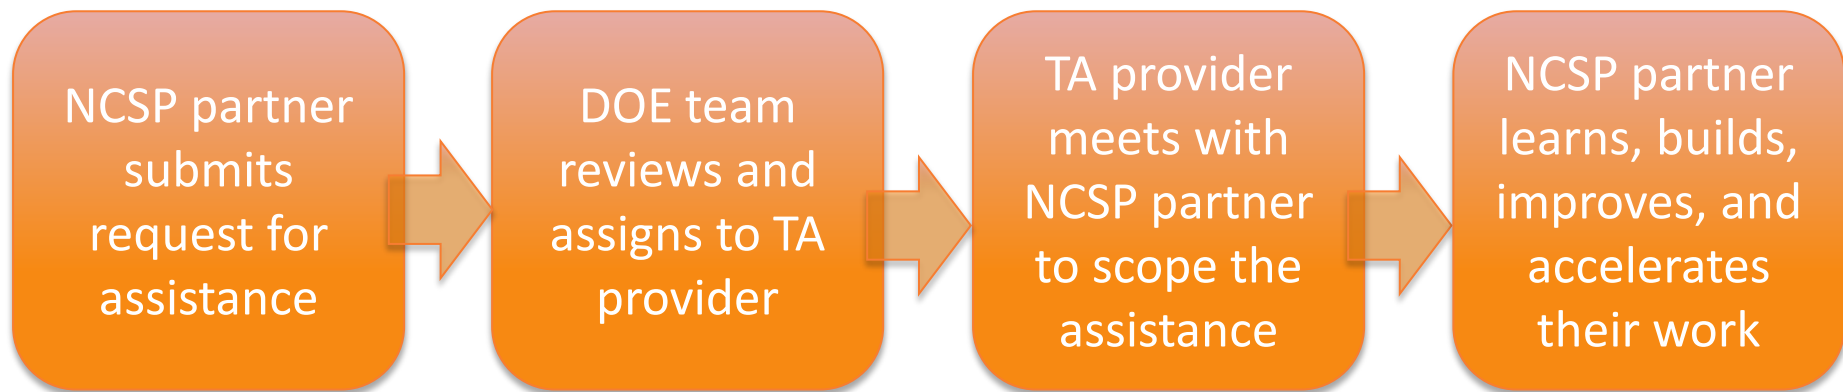 NCSP partner
submits
request for
assistance
DOE team
reviews and
assigns to TA
provider
TA provider
meets with
NCSP partner
to scope the
assistance
NCSP partner
learns, builds,
improves, and
accelerates
their work